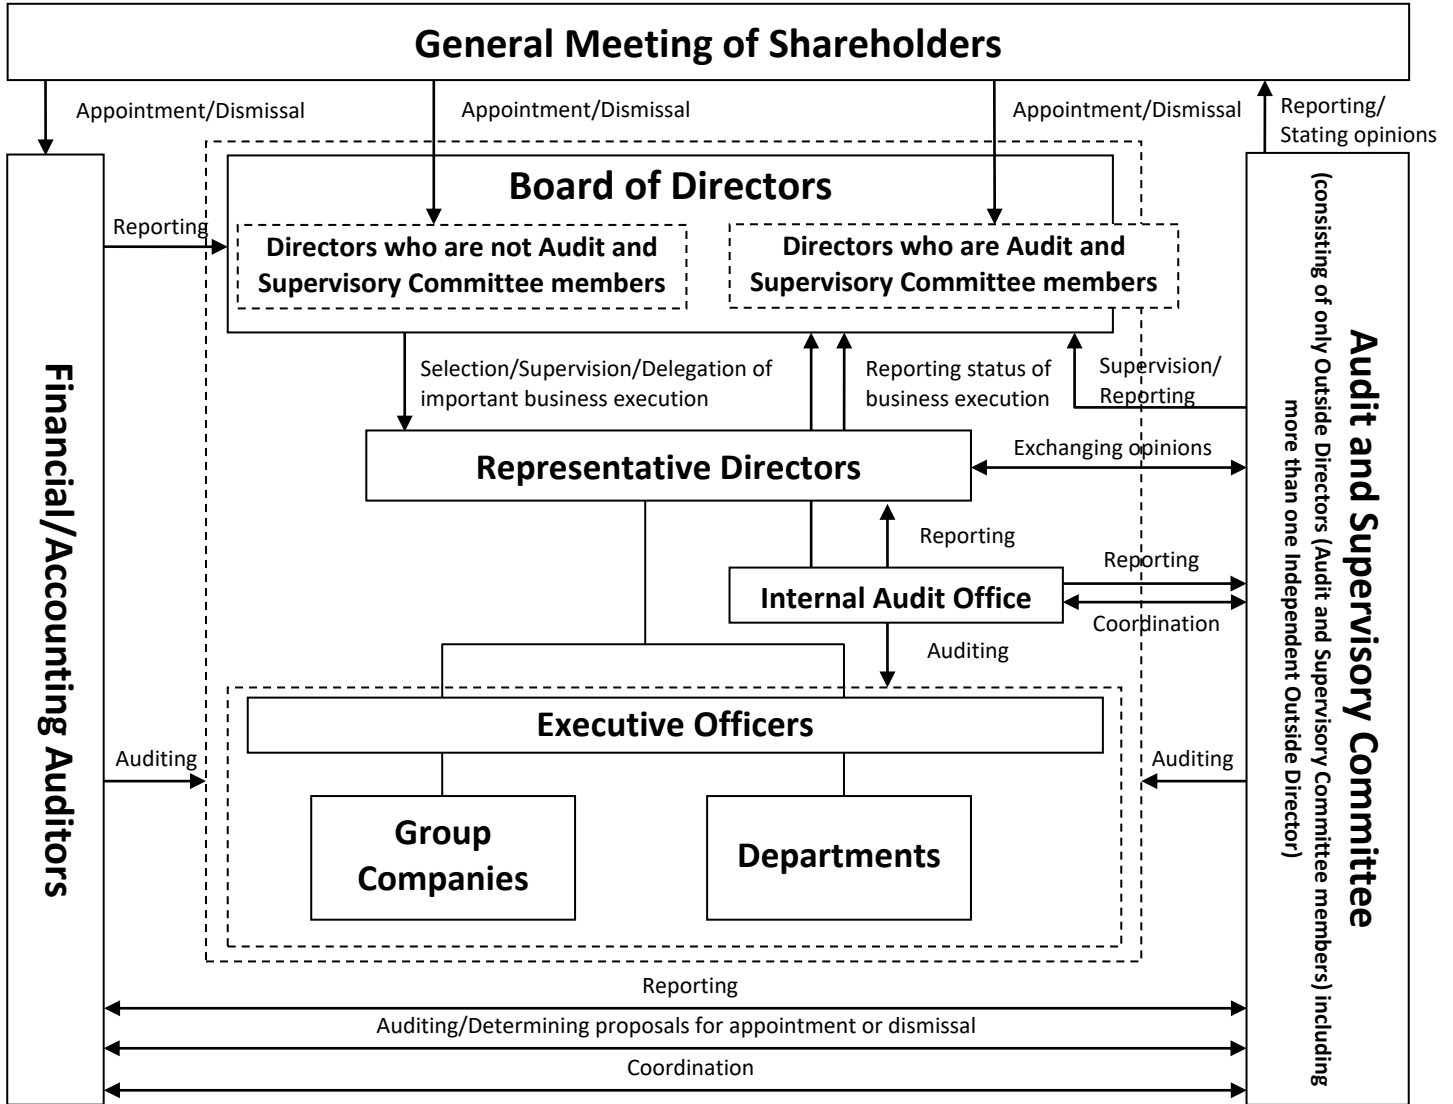 General Meeting of Shareholders
Appointment/Dismissal
Appointment/Dismissal
Appointment/Dismissal
Reporting/
Stating opinions
Board of Directors
Reporting
Directors who are not Audit and
Supervisory Committee members
Directors who are Audit and
Supervisory Committee members
Financial/Accounting Auditors
Audit and Supervisory Committee
(consisting of only Outside Directors (Audit and Supervisory Committee members) including
more than one Independent Outside Director)
Selection/Supervision/Delegation of
important business execution
Reporting status of
business execution
Supervision/
Reporting
Representative Directors
Exchanging opinions
Reporting
Internal Audit Office
Reporting
Coordination
Auditing
Executive Officers
Auditing
Auditing
Group
Companies
Departments
Reporting
Auditing/Determining proposals for appointment or dismissal
Coordination